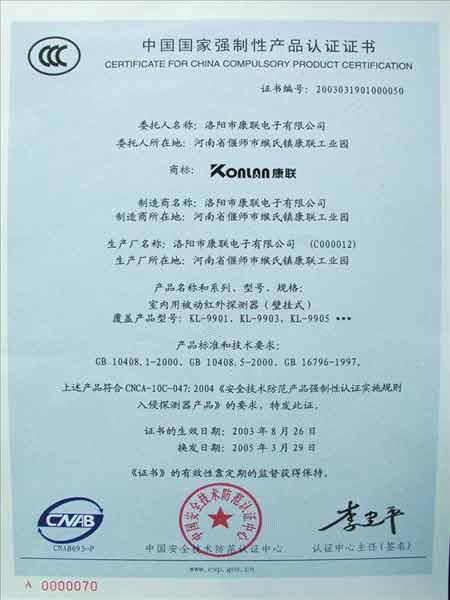 CCC
中国国家强制性产品认证证书
CERTIFICATE FOR CHINA COMPULSORY PRODUCT CERTIFICATION
证书编号: 2003031901000050
委托人名称: 洛阳市康联电子有限公司
委托人所在地: 河南省偃师市缑氏镇康联工业园
商标: KONLAN康联
制造商名称: 洛阳市康联电子有限公司
制造商所在地: 河南省偃师市缑氏镇康联工业园
生产厂名称: 洛阳市康联电子有限公司 (C000012)
生产厂所在地: 河南省偃师市缑氏镇康联工业园
产品名称和系列、型号、规格:
室内用被动红外探测器(壁挂式)
覆盖产品型号: KL-9901、KL-9903、KL-9905 •••
产品标准和技术要求:
GB 10408.1-2000、GB 10408.5-2000、GB 16796-1997。
上述产品符合 CNCA-10C-047:2004《安全技术防范产品强制性认证实施规则
入侵探测器产品》的要求,特发此证。
证书的生效日期: 2003 年 8 月 26 日
换发日期: 2005 年 3 月 29 日
《证书》的有效性靠定期的监督获得保持。
CNAB
CNAB693-P
中国安全技术防范认证中心
李建平
中国安全技术防范认证中心
认证中心主任(签名)
A 0000070
www.csp.gov.cn